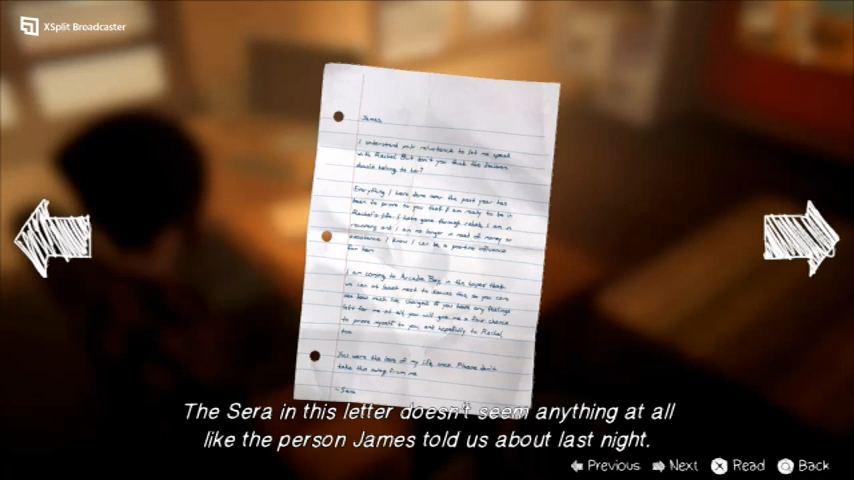 XSplit Broadcaster
James
I understand your reluctance to let me speak
with Rachel. But don't you think the decision
should belong to her?
Everything I have done over the past year has
been to prove to you that I am ready to be in
Rachel's life. I have gone through rehab, I am in
recovery and I am no longer in need of money or
assistance. I know I can be a positive influence
for her.
I am coming to Arcadia Bay in the hopes that
we can at least meet to discuss this, so you can
see how much I've changed. If you have any feelings
left for me at all you will give me a fair chance
to prove myself to you, and hopefully to Rachel
too.
You were the love of my life once. Please don't
take this away from me.
- Sera
The Sera in this letter doesn't seem anything at all
like the person James told us about last night.
Previous Next Read Back